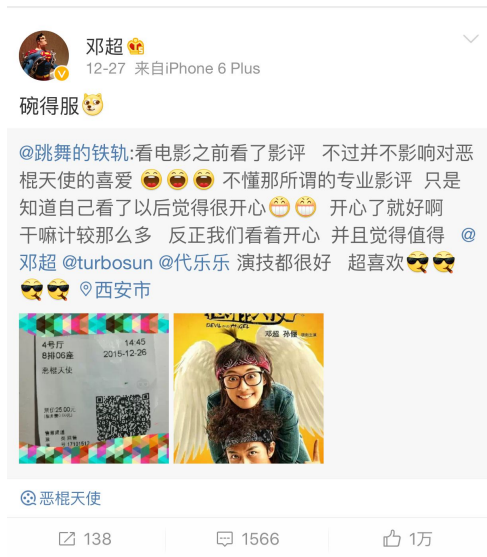 邓超
12-27 来自iPhone 6 Plus
碗得服
@跳舞的铁轨:看电影之前看了影评 不过并不影响对恶
棍天使的喜爱 不懂那所谓的专业影评 只是
知道自己看了以后觉得很开心 开心了就好啊
干嘛计较那么多 反正我们看着开心 并且觉得值得 @
邓超 @turbosun @代乐乐 演技都很好 超喜欢
西安市
4号厅 14:45
8排06座 2015-12-26
恶棍天使
邓超 孙俪
恶棍天使
138 1566 1万